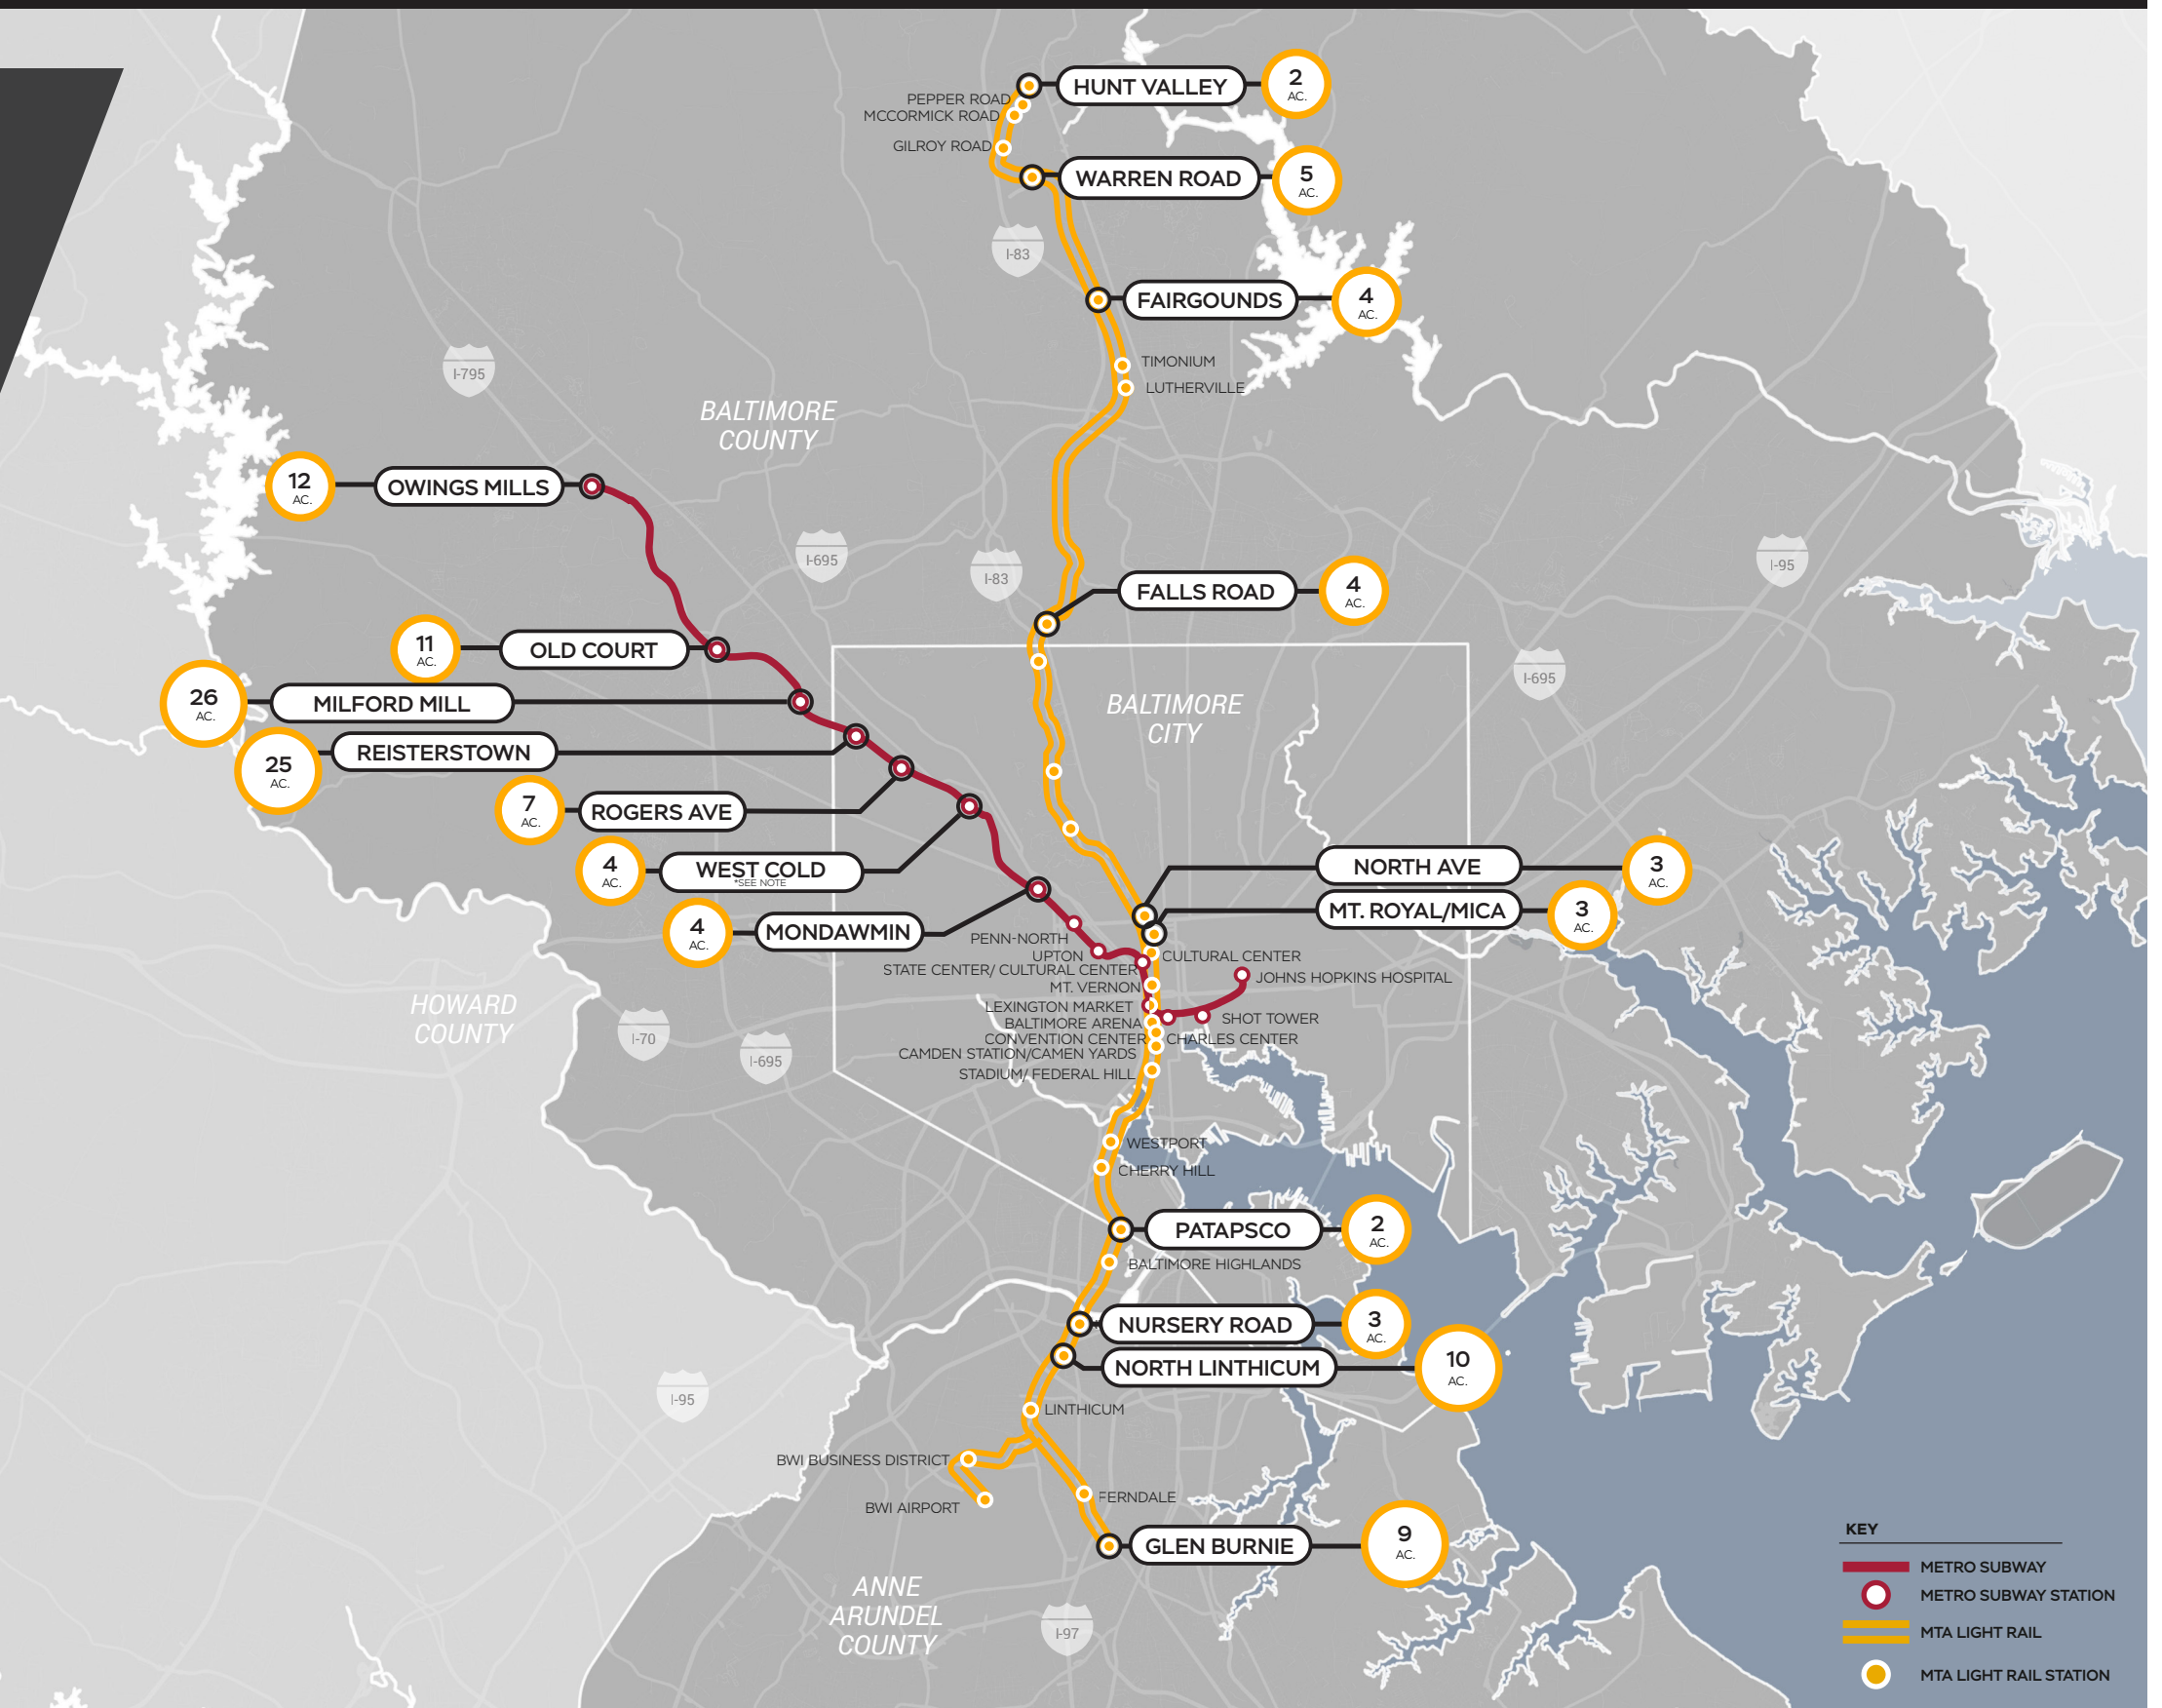 HUNT VALLEY
2
AC.
PEPPER ROAD
MCCORMICK ROAD
GILROY ROAD
WARREN ROAD
5
AC.
I-83
FAIRGOUNDS
4
AC.
TIMONIUM
LUTHERVILLE
I-795
BALTIMORE
COUNTY
12
AC.
OWINGS MILLS
I-695
I-83
I-95
FALLS ROAD
4
AC.
11
AC.
OLD COURT
I-695
26
AC.
MILFORD MILL
BALTIMORE
CITY
25
AC.
REISTERSTOWN
7
AC.
ROGERS AVE
4
AC.
WEST COLD
*SEE NOTE
NORTH AVE
3
AC.
MT. ROYAL/MICA
3
AC.
4
AC.
MONDAWMIN
PENN-NORTH
UPTON
CULTURAL CENTER
STATE CENTER/ CULTURAL CENTER
JOHNS HOPKINS HOSPITAL
MT. VERNON
LEXINGTON MARKET
BALTIMORE ARENA
SHOT TOWER
CONVENTION CENTER
CHARLES CENTER
CAMDEN STATION/CAMEN YARDS
STADIUM/ FEDERAL HILL
HOWARD
COUNTY
I-70
I-695
WESTPORT
CHERRY HILL
PATAPSCO
2
AC.
BALTIMORE HIGHLANDS
NURSERY ROAD
3
AC.
NORTH LINTHICUM
10
AC.
I-95
LINTHICUM
BWI BUSINESS DISTRICT
BWI AIRPORT
FERNDALE
GLEN BURNIE
9
AC.
ANNE
ARUNDEL
COUNTY
I-97
KEY
METRO SUBWAY
METRO SUBWAY STATION
MTA LIGHT RAIL
MTA LIGHT RAIL STATION